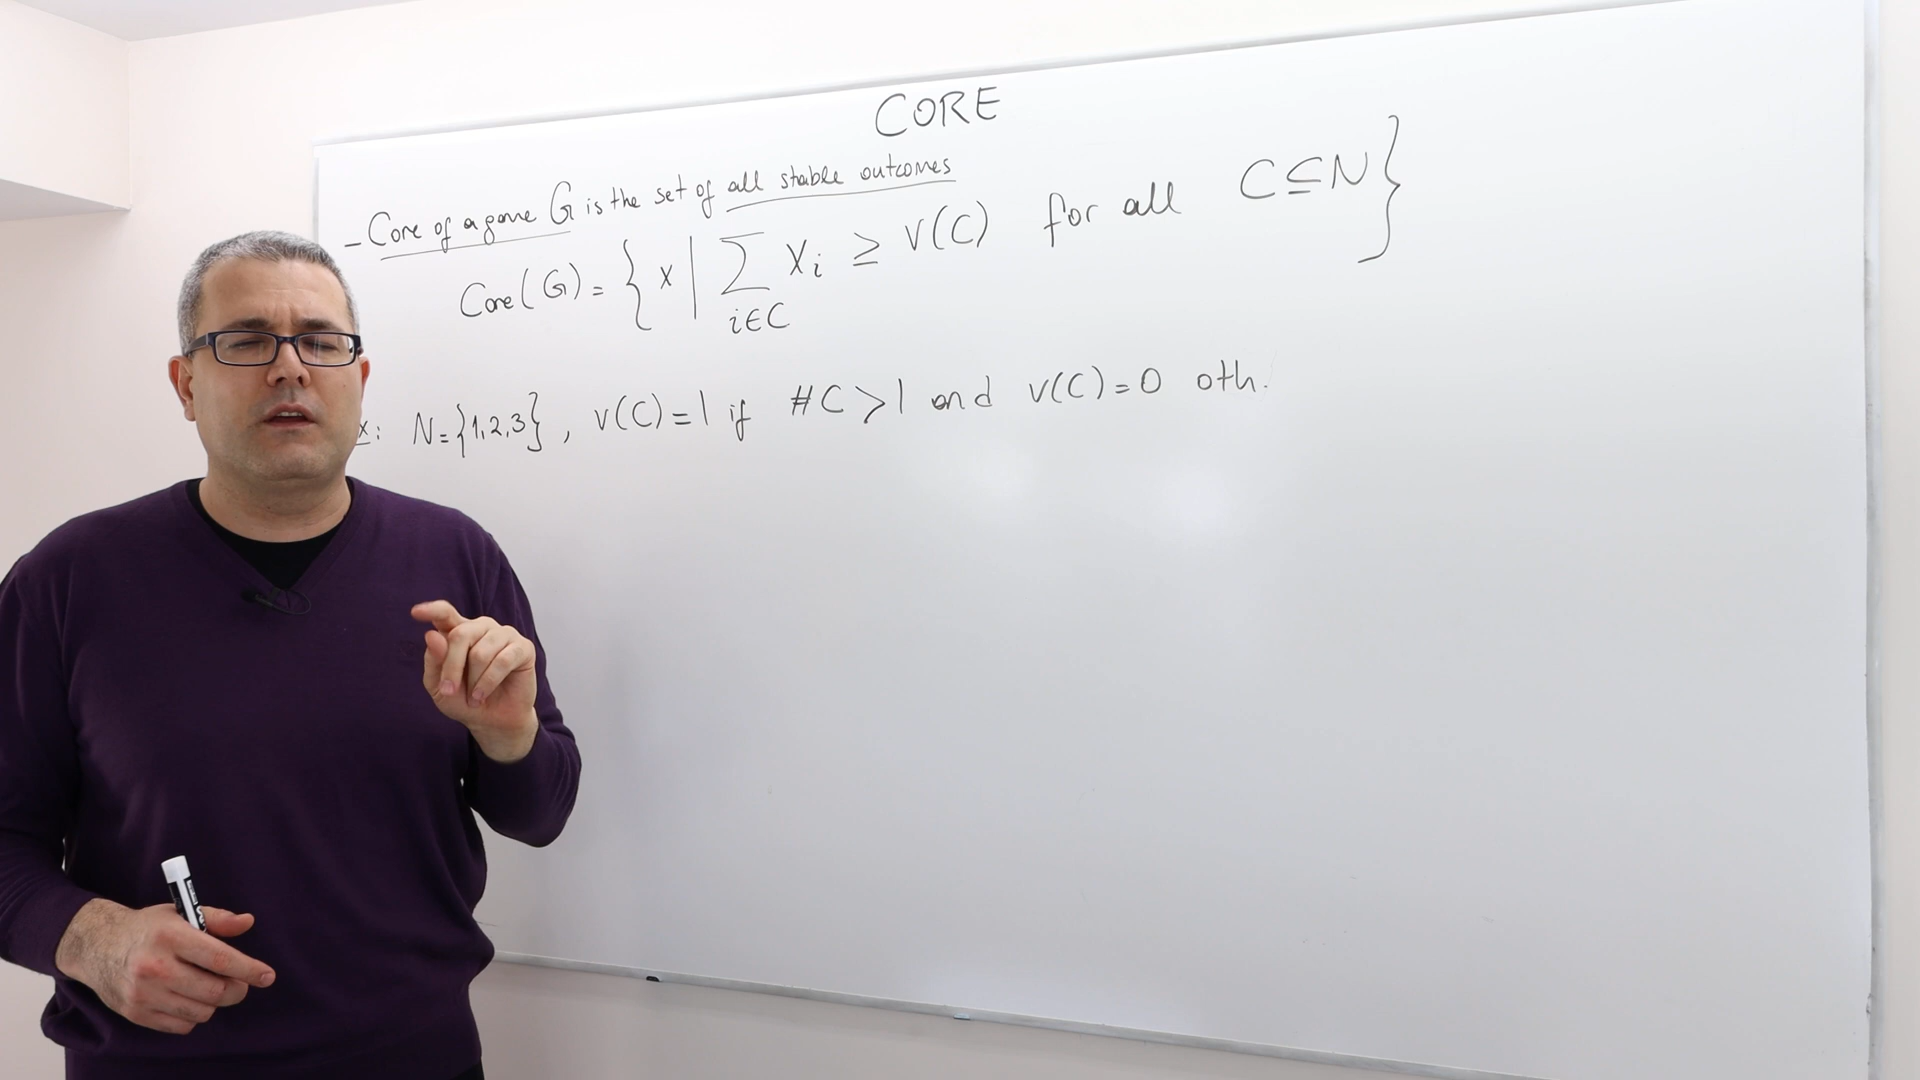 CORE
- Core of a game G is the set of all stable outcomes
Core(G) = { x | ∑ i∈C xi ≥ v(C) for all C⊆N }
x: N={1,2,3}, v(C)=1 if #C>1 and v(C)=0 oth.